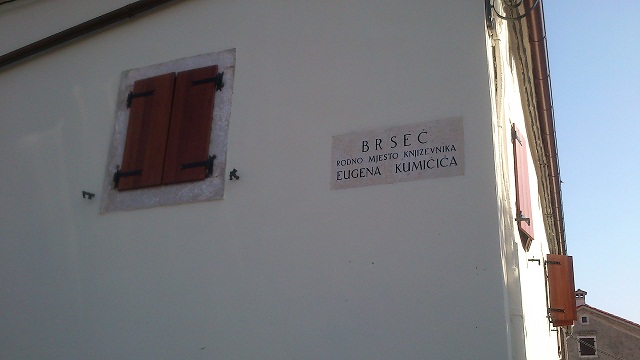 BRSEČ
RODNO MJESTO KNJIŽEVNIKA
EUGENA KUMIČIĆA